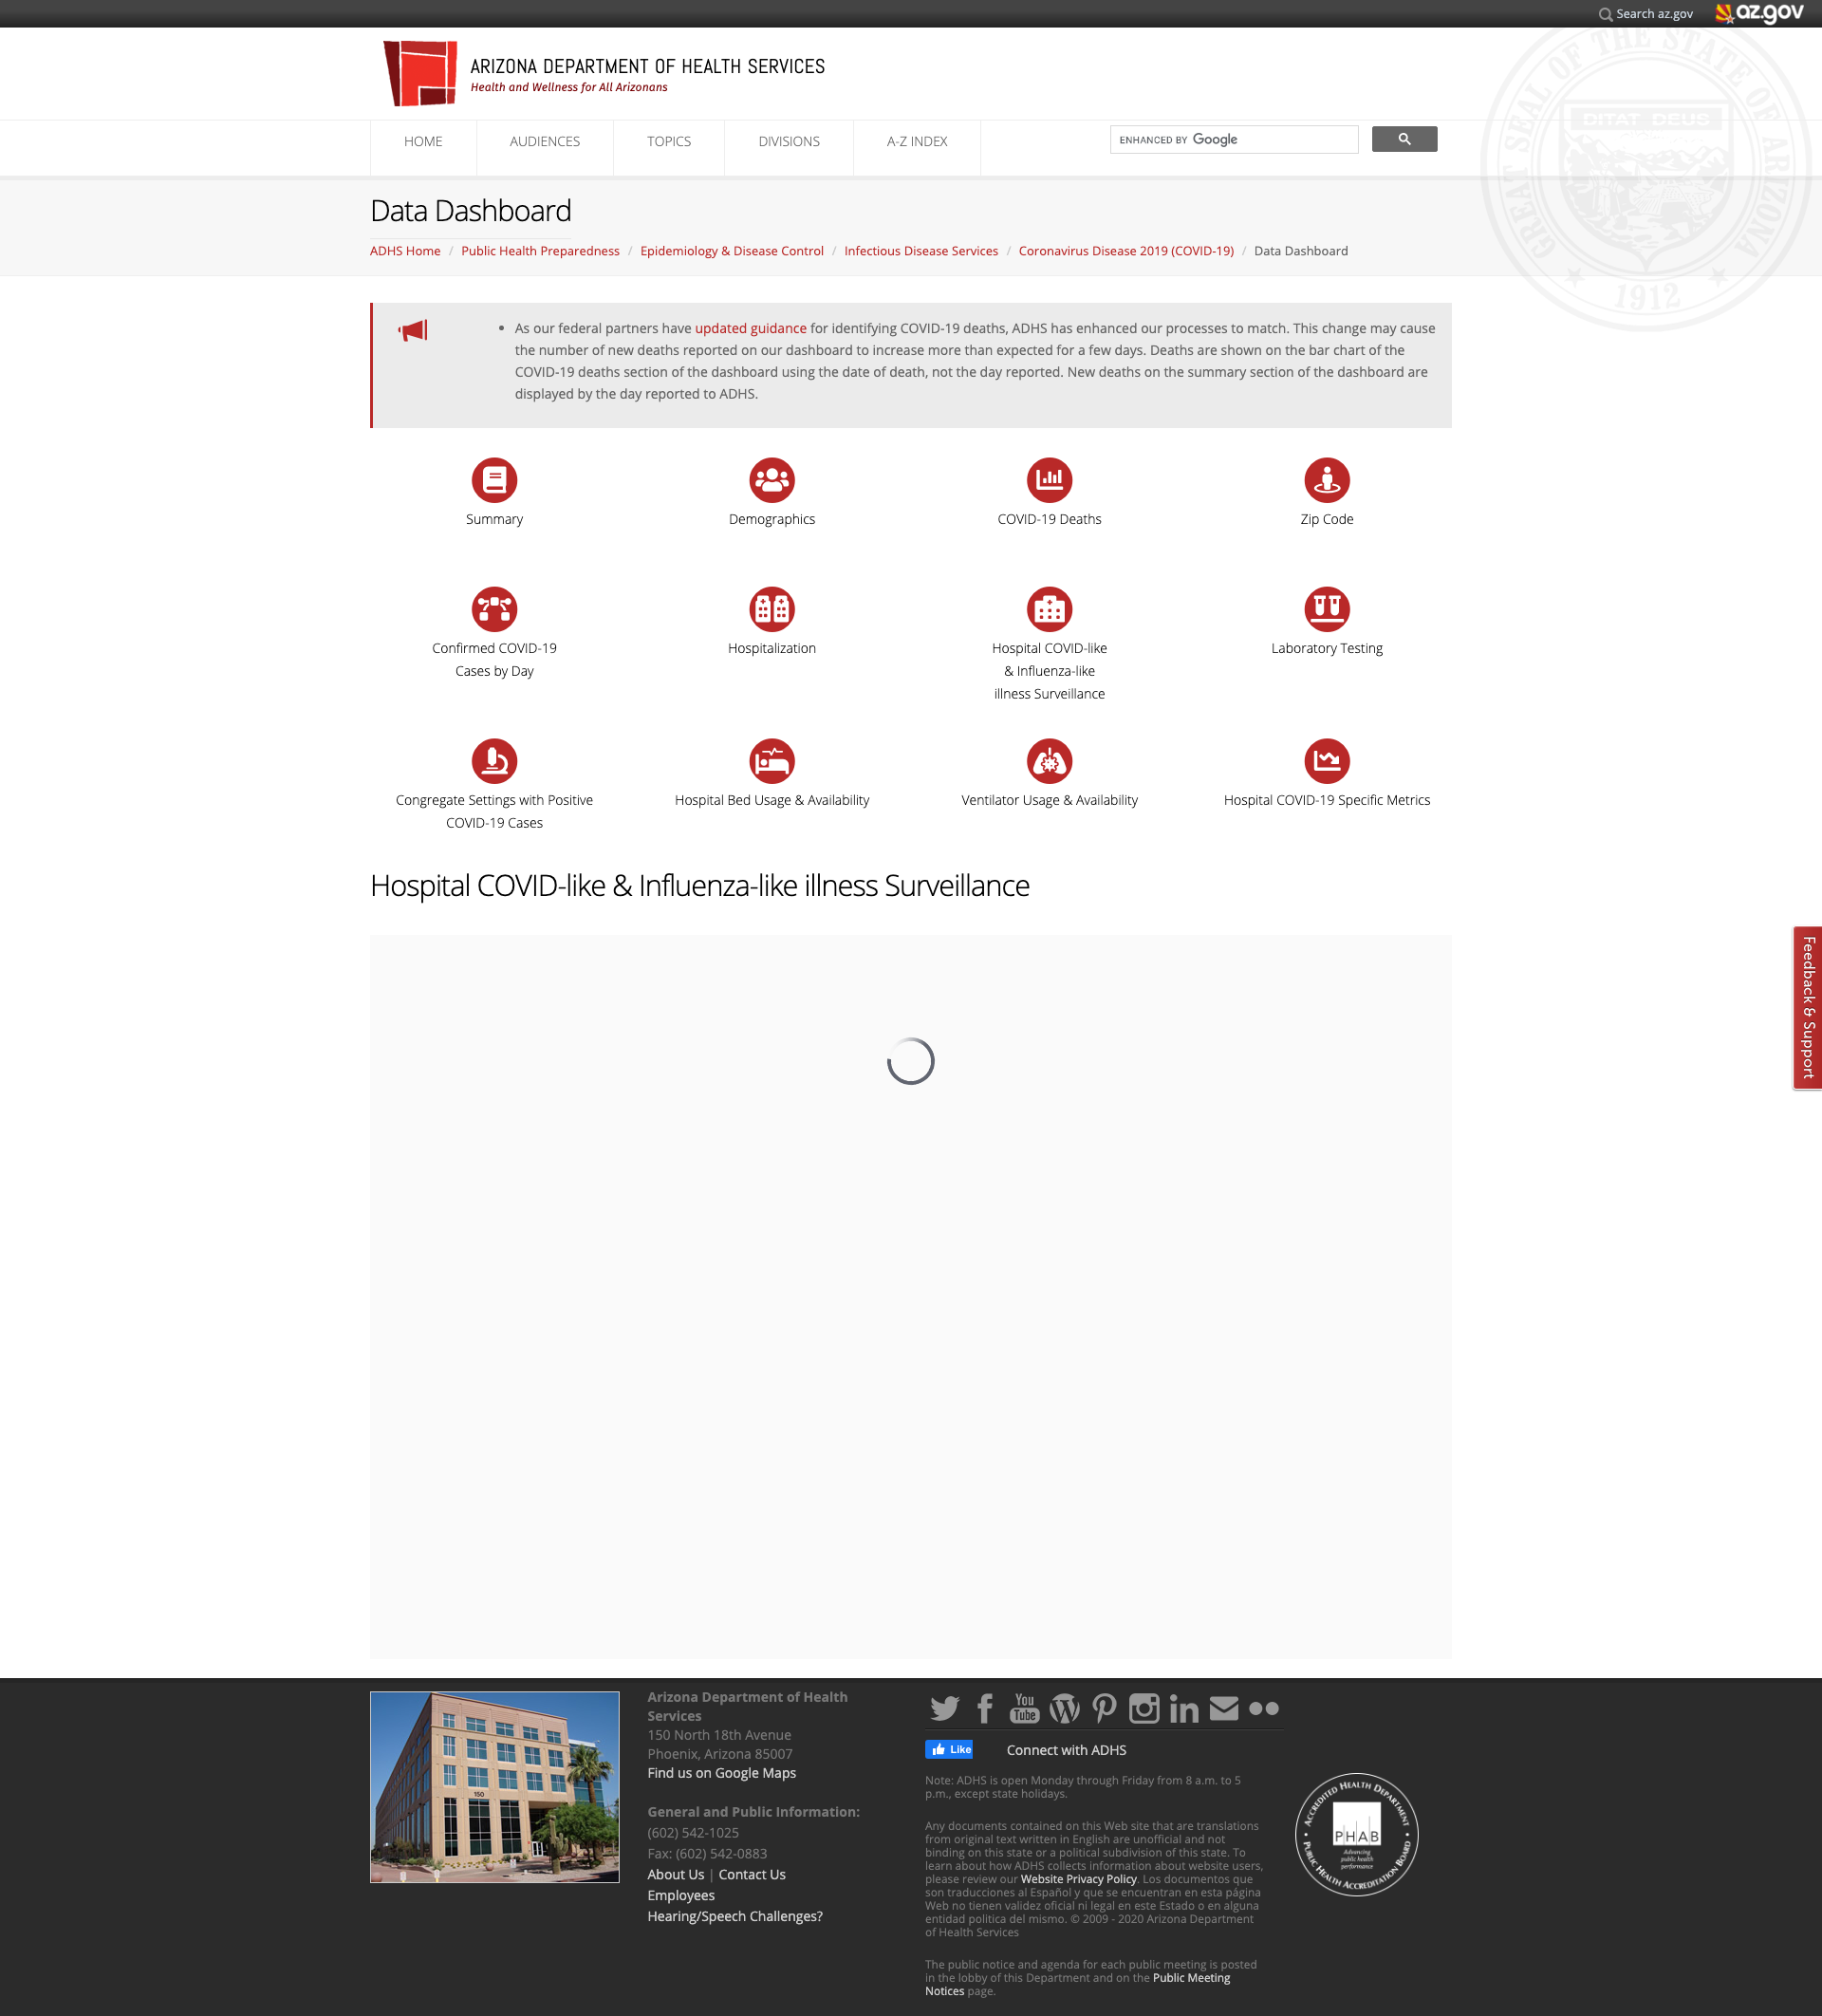 Search az.gov
az.gov
ARIZONA DEPARTMENT OF HEALTH SERVICES
Health and Wellness for All Arizonans
GREAT SEAL OF THE STATE OF ARIZONA
DITAT DEUS
1912
HOME
AUDIENCES
TOPICS
DIVISIONS
A-Z INDEX
ENHANCED BY Google
Data Dashboard
ADHS Home / Public Health Preparedness / Epidemiology & Disease Control / Infectious Disease Services / Coronavirus Disease 2019 (COVID-19) / Data Dashboard
• As our federal partners have updated guidance for identifying COVID-19 deaths, ADHS has enhanced our processes to match. This change may cause
the number of new deaths reported on our dashboard to increase more than expected for a few days. Deaths are shown on the bar chart of the
COVID-19 deaths section of the dashboard using the date of death, not the day reported. New deaths on the summary section of the dashboard are
displayed by the day reported to ADHS.
Summary
Demographics
COVID-19 Deaths
Zip Code
Confirmed COVID-19
Cases by Day
Hospitalization
Hospital COVID-like
& Influenza-like
illness Surveillance
Laboratory Testing
Congregate Settings with Positive
COVID-19 Cases
Hospital Bed Usage & Availability
Ventilator Usage & Availability
Hospital COVID-19 Specific Metrics
Hospital COVID-like & Influenza-like illness Surveillance
Feedback & Support
150
Arizona Department of Health
Services
150 North 18th Avenue
Phoenix, Arizona 85007
Find us on Google Maps
General and Public Information:
(602) 542-1025
Fax: (602) 542-0883
About Us | Contact Us
Employees
Hearing/Speech Challenges?
You
Tube
Like
Connect with ADHS
Note: ADHS is open Monday through Friday from 8 a.m. to 5
p.m., except state holidays.
Any documents contained on this Web site that are translations
from original text written in English are unofficial and not
binding on this state or a political subdivision of this state. To
learn about how ADHS collects information about website users,
please review our Website Privacy Policy. Los documentos que
son traducciones al Español y que se encuentran en esta página
Web no tienen validez oficial ni legal en este Estado o en alguna
entidad politica del mismo. © 2009 - 2020 Arizona Department
of Health Services
The public notice and agenda for each public meeting is posted
in the lobby of this Department and on the Public Meeting
Notices page.
ACCREDITED HEALTH DEPARTMENT
PHAB
Advancing
public health
performance
PUBLIC HEALTH ACCREDITATION BOARD